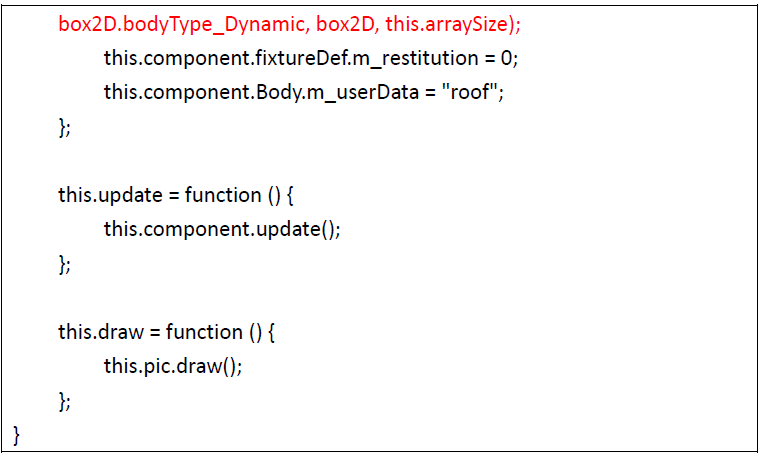 box2D.bodyType_Dynamic, box2D, this.arraySize);
this.component.fixtureDef.m_restitution = 0;
this.component.Body.m_userData = "roof";
};
this.update = function () {
this.component.update();
};
this.draw = function () {
this.pic.draw();
};
}